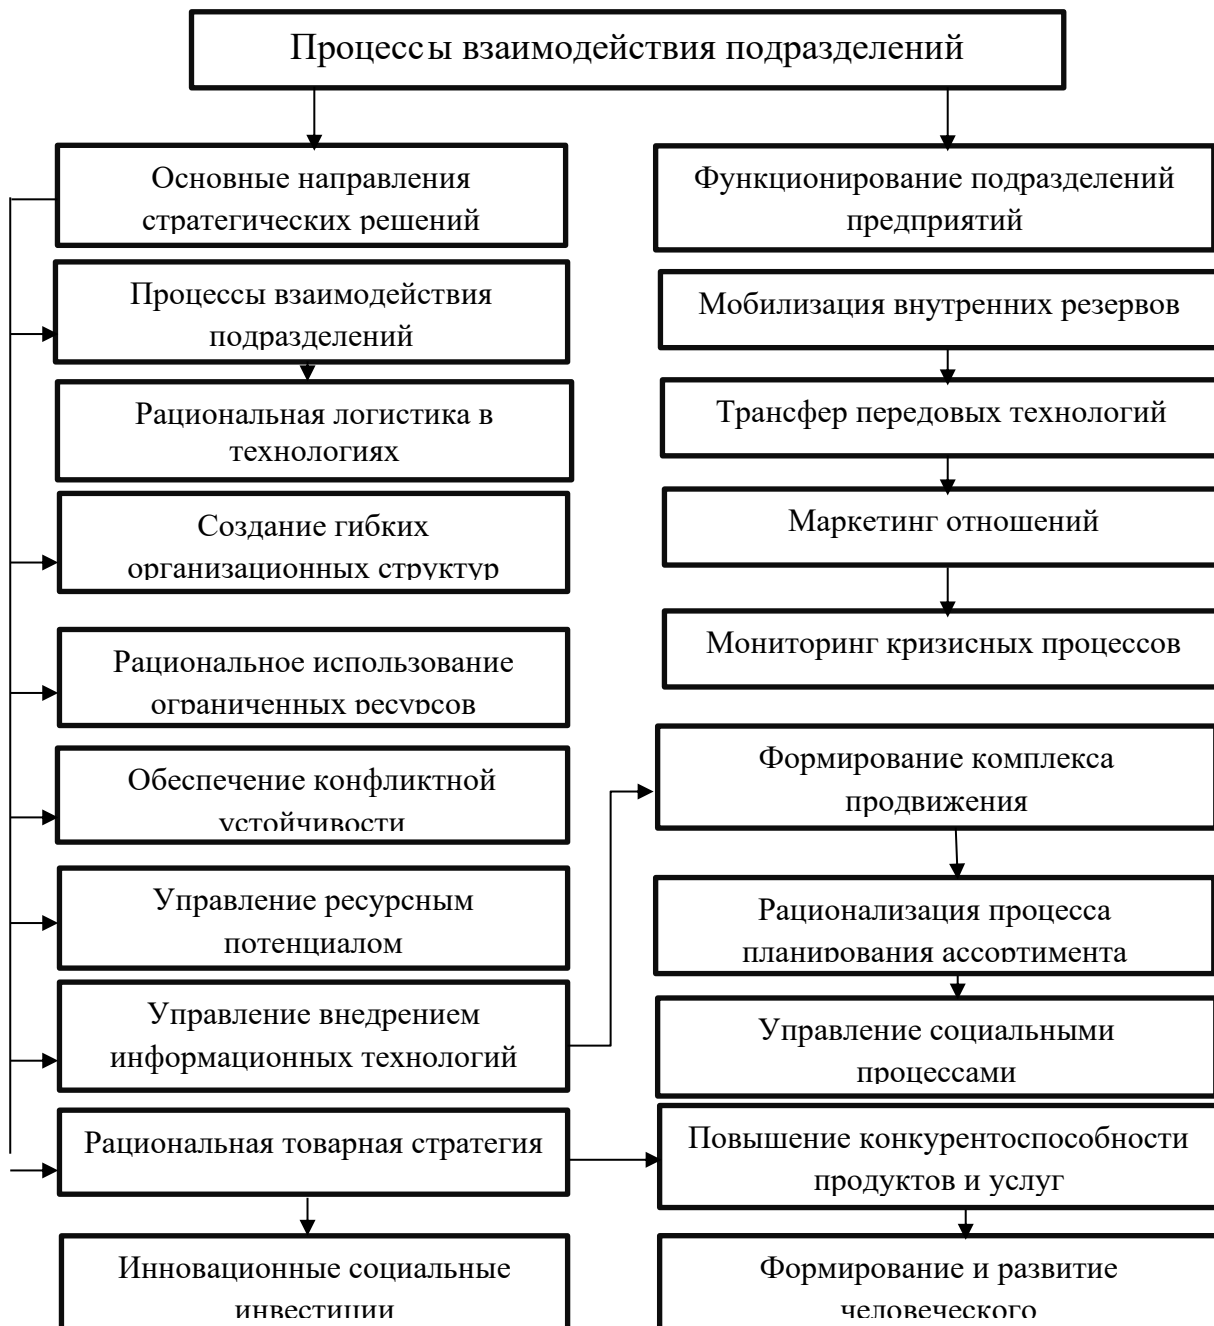 Процессы взаимодействия подразделений
Основные направления
стратегических решений
Процессы взаимодействия
подразделений
Рациональная логистика в
технологиях
Создание гибких
организационных структур
Рациональное использование
ограниченных ресурсов
Обеспечение конфликтной
устойчивости
Управление ресурсным
потенциалом
Управление внедрением
информационных технологий
Рациональная товарная стратегия
Инновационные социальные
инвестиции
Функционирование подразделений
предприятий
Мобилизация внутренних резервов
Трансфер передовых технологий
Маркетинг отношений
Мониторинг кризисных процессов
Формирование комплекса
продвижения
Рационализация процесса
планирования ассортимента
Управление социальными
процессами
Повышение конкурентоспособности
продуктов и услуг
Формирование и развитие
человеческого